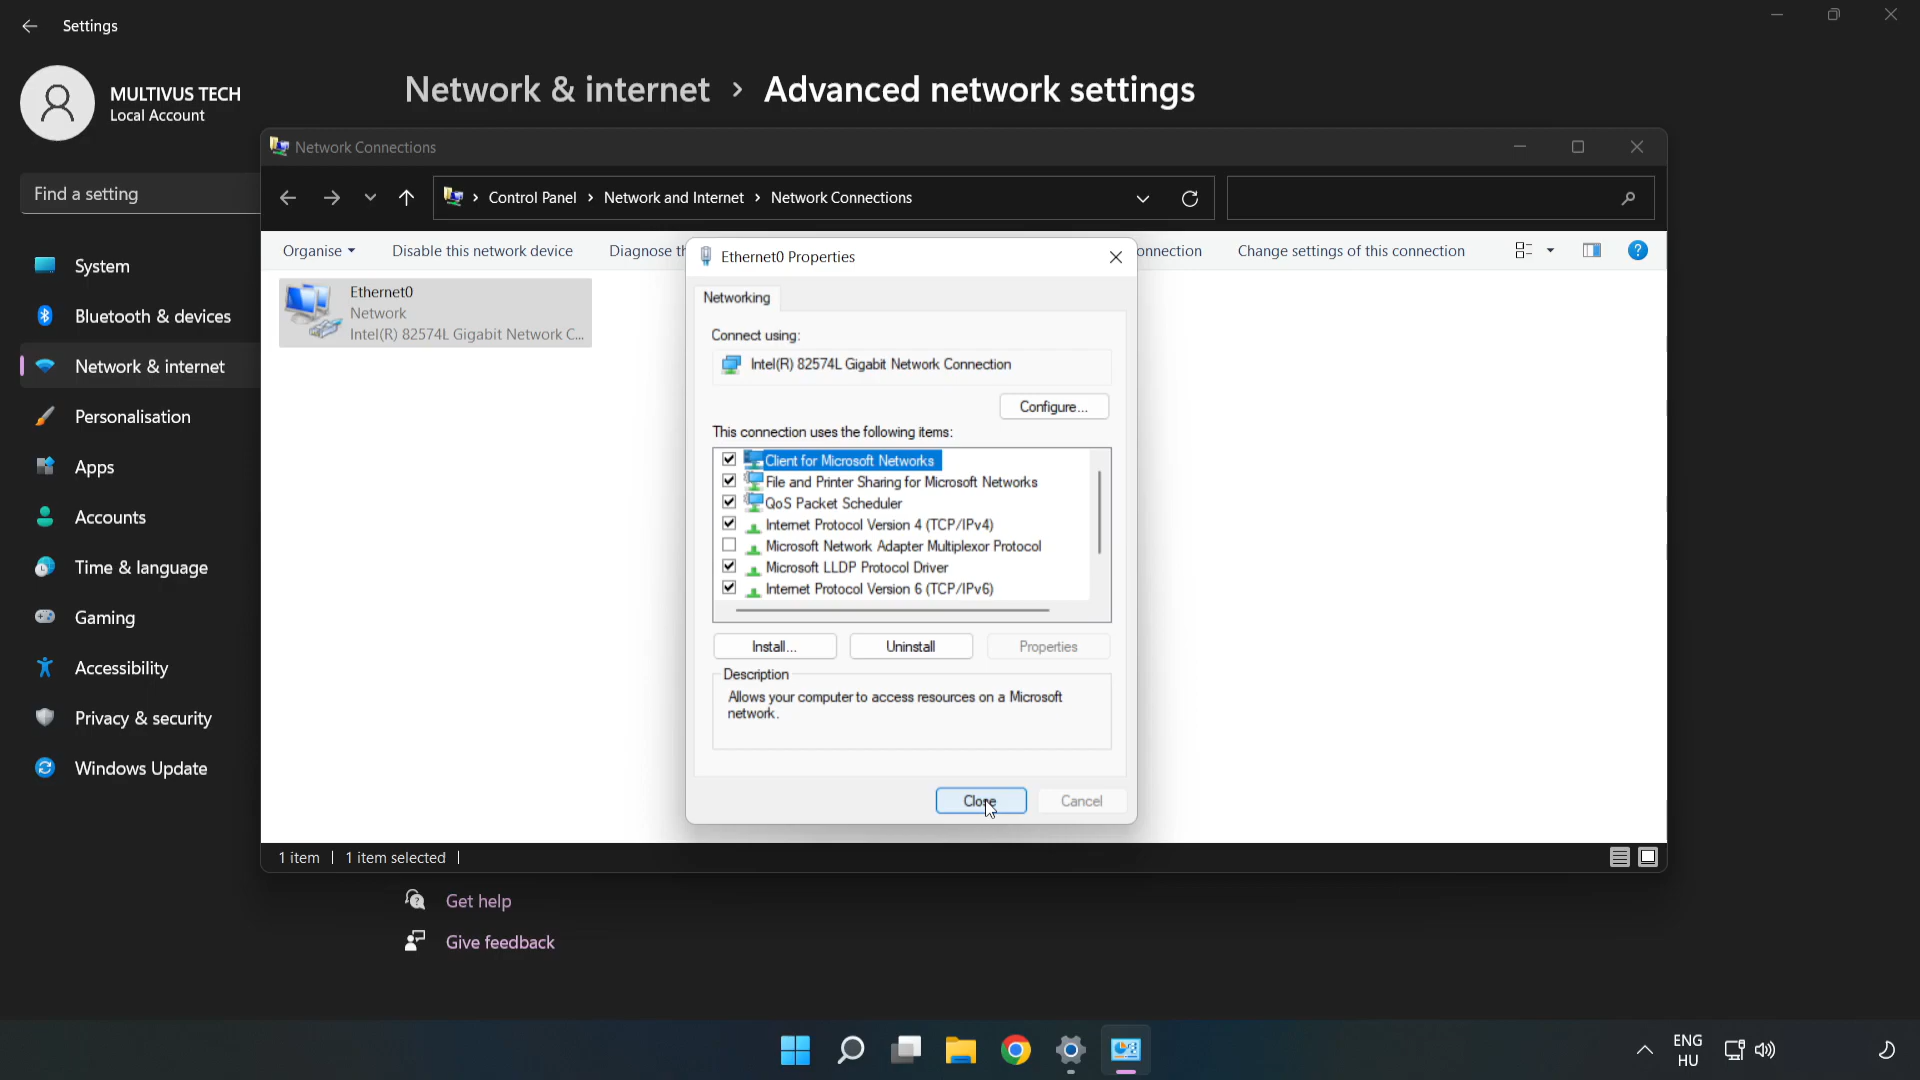 Settings
MULTIVUS TECH
Local Account
Find a setting
System
Bluetooth & devices
Network & internet
Personalisation
Apps
Accounts
Time & language
Gaming
Accessibility
Privacy & security
Windows Update
Network & internet › Advanced network settings
Network Connections
Control Panel › Network and Internet › Network Connections
Organise
Disable this network device
Diagnose th
onnection
Change settings of this connection
Ethernet0
Network
Intel(R) 82574L Gigabit Network C...
Ethernet0 Properties
Networking
Connect using:
Intel(R) 82574L Gigabit Network Connection
Configure...
This connection uses the following items:
Client for Microsoft Networks
File and Printer Sharing for Microsoft Networks
QoS Packet Scheduler
Internet Protocol Version 4 (TCP/IPv4)
Microsoft Network Adapter Multiplexor Protocol
Microsoft LLDP Protocol Driver
Internet Protocol Version 6 (TCP/IPv6)
Install...
Uninstall
Properties
Description
Allows your computer to access resources on a Microsoft
network.
Close
Cancel
1 item
1 item selected
Get help
Give feedback
ENG
HU